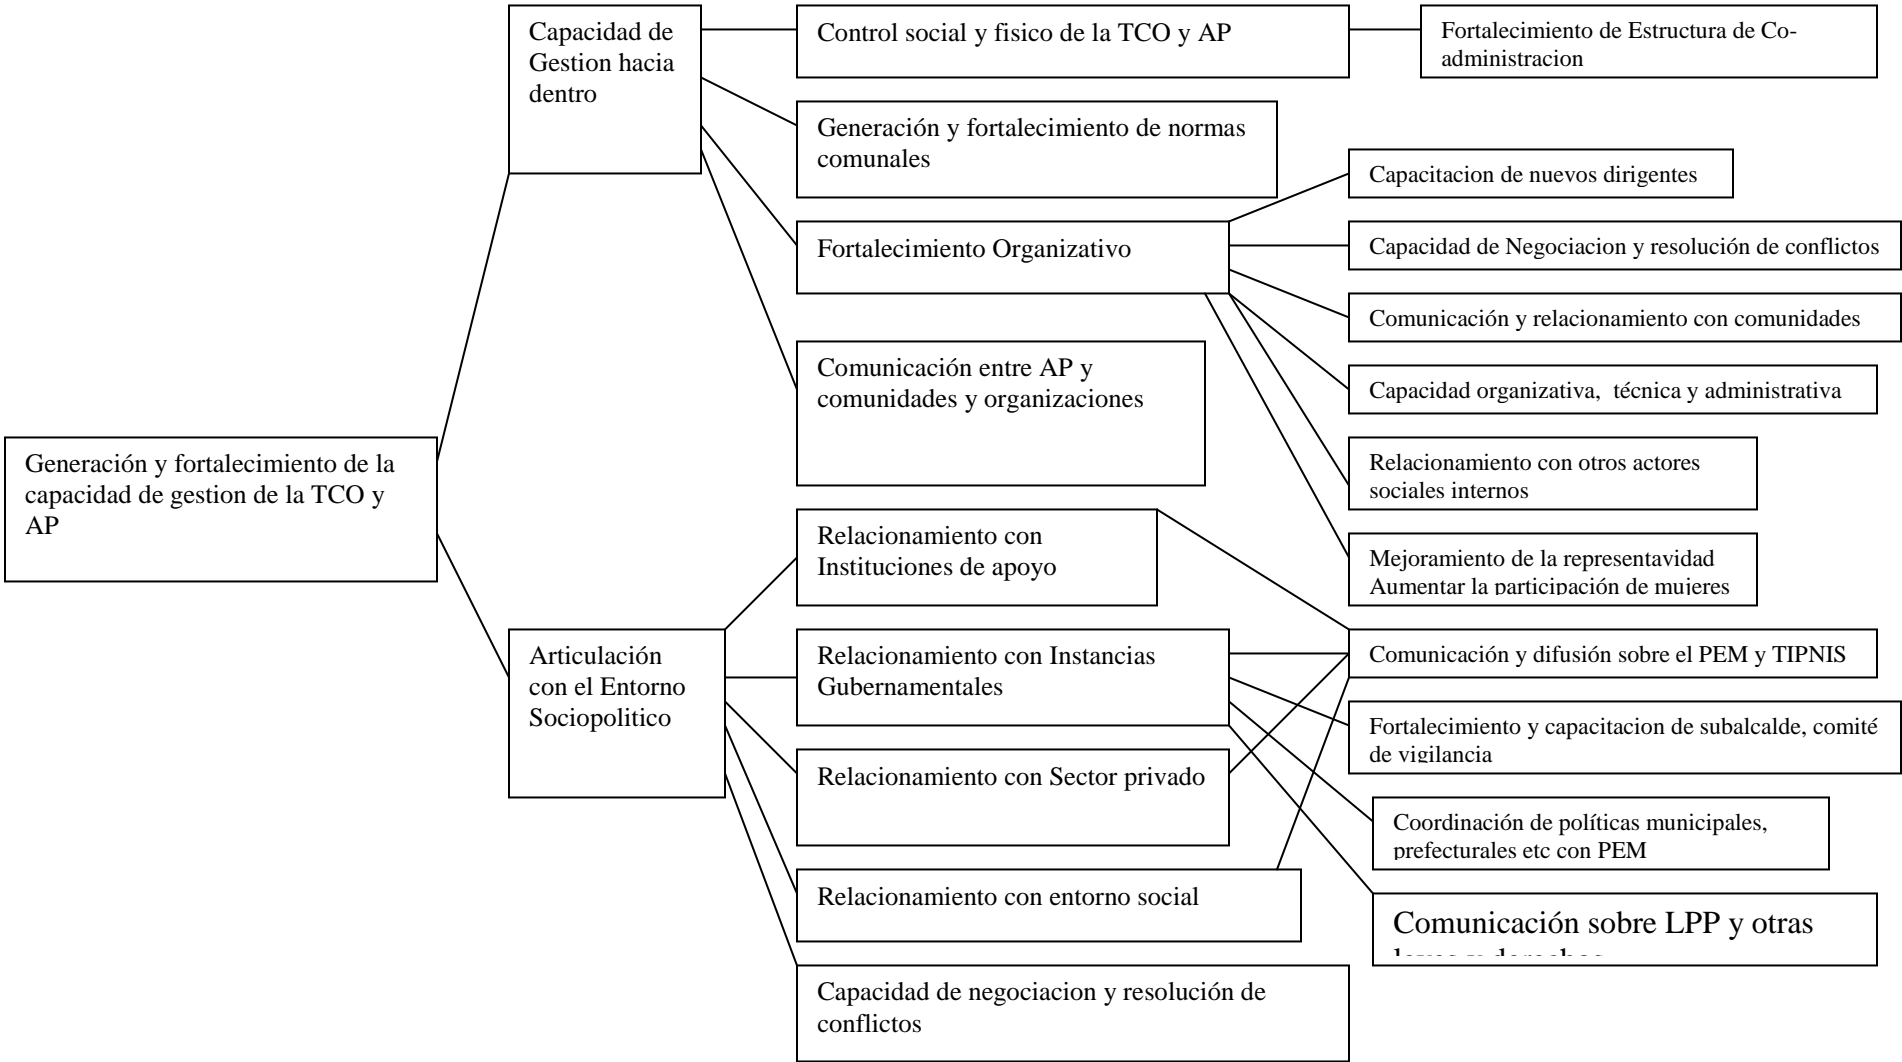 Generación y fortalecimiento de la
capacidad de gestion de la TCO y
AP
Capacidad de
Gestion hacia
dentro
Articulación
con el Entorno
Sociopolitico
Control social y fisico de la TCO y AP
Generación y fortalecimiento de normas
comunales
Fortalecimiento Organizativo
Comunicación entre AP y
comunidades y organizaciones
Relacionamiento con
Instituciones de apoyo
Relacionamiento con Instancias
Gubernamentales
Relacionamiento con Sector privado
Relacionamiento con entorno social
Capacidad de negociacion y resolución de
conflictos
Fortalecimiento de Estructura de Co-
administracion
Capacitacion de nuevos dirigentes
Capacidad de Negociacion y resolución de conflictos
Comunicación y relacionamiento con comunidades
Capacidad organizativa, técnica y administrativa
Relacionamiento con otros actores
sociales internos
Mejoramiento de la representavidad
Aumentar la participación de mujeres
Comunicación y difusión sobre el PEM y TIPNIS
Fortalecimiento y capacitacion de subalcalde, comité
de vigilancia
Coordinación de políticas municipales,
prefecturales etc con PEM
Comunicación sobre LPP y otras